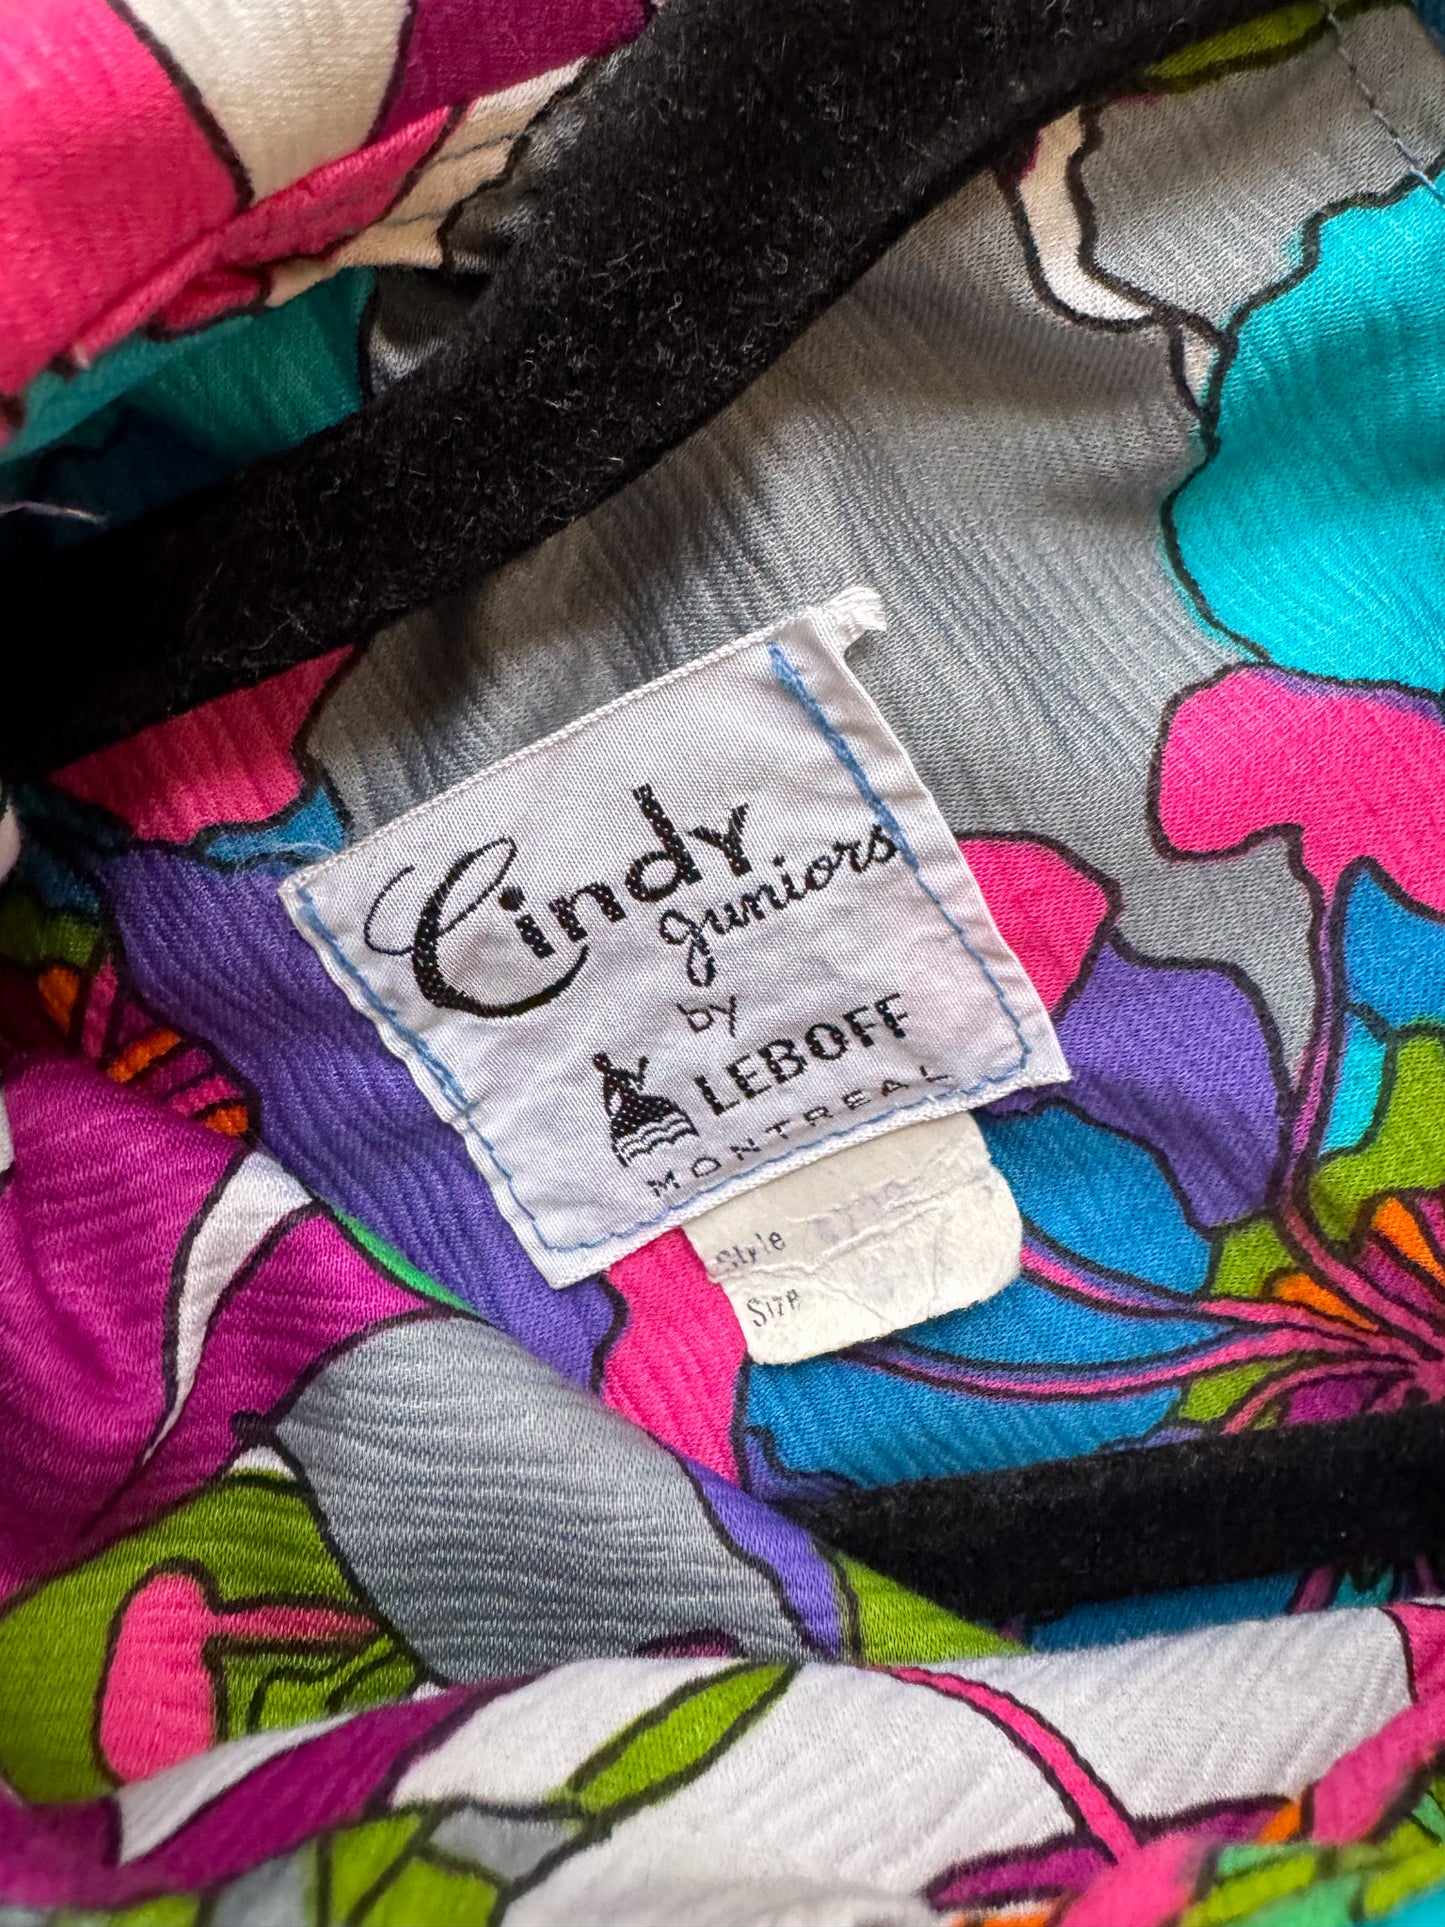 Cindy
Juniors
by
LEBOFF
MONTREAL
Style
Size